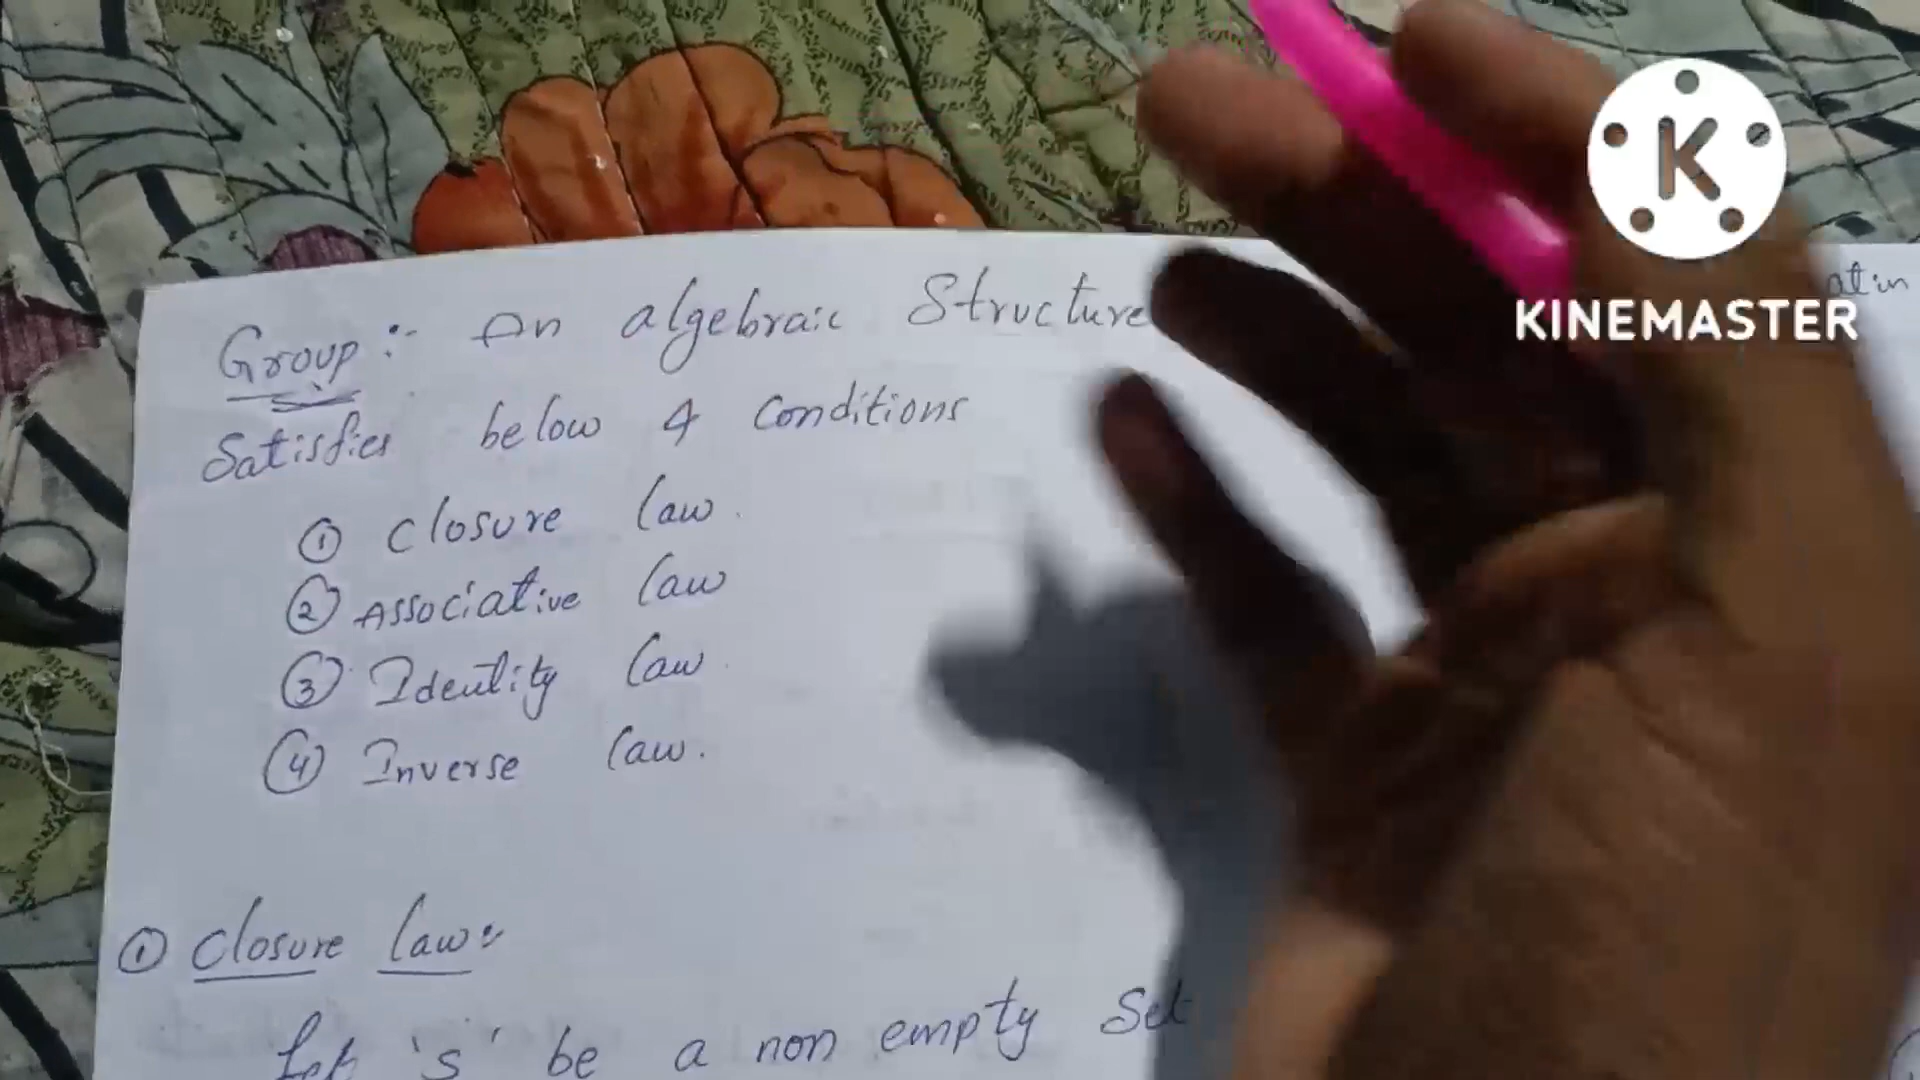 Group :- An algebraic Structure
Satisfies below 4 Conditions
① Closure law.
② Associative law
③ Identity law.
④ Inverse law.
① Closure law:
Let 's' be a non empty Set
K
KINEMASTER